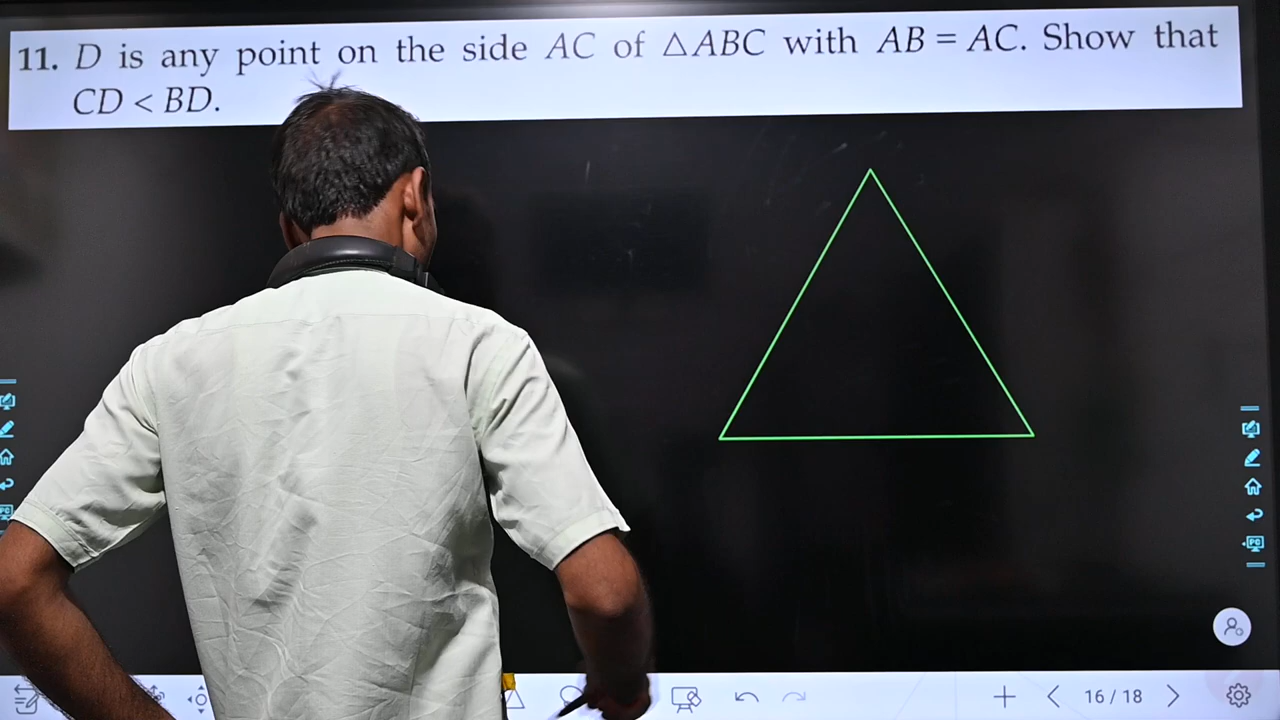 11. D is any point on the side AC of △ABC with AB = AC. Show that
CD < BD.
16 / 18